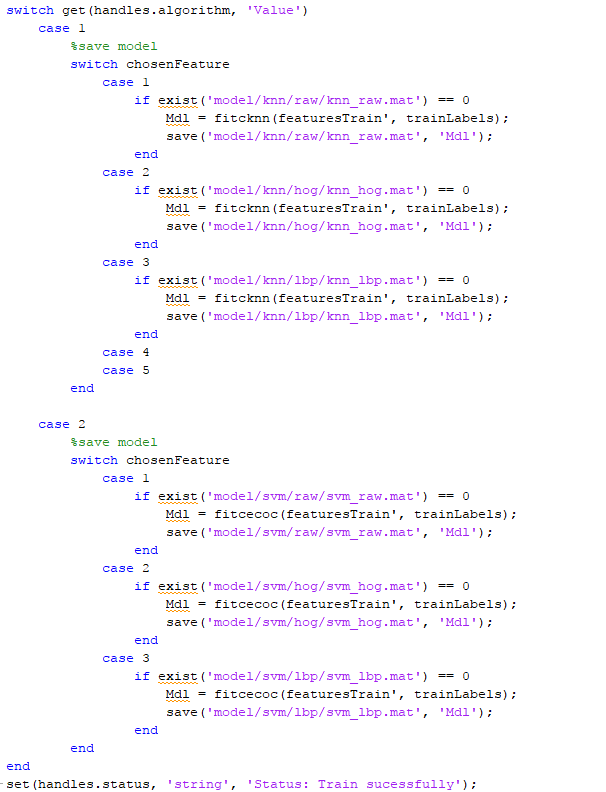 switch get(handles.algorithm, 'Value')
    case 1
        %save model
        switch chosenFeature
            case 1
                if exist('model/knn/raw/knn_raw.mat') == 0
                    Mdl = fitcknn(featuresTrain', trainLabels);
                    save('model/knn/raw/knn_raw.mat', 'Mdl');
                end
            case 2
                if exist('model/knn/hog/knn_hog.mat') == 0
                    Mdl = fitcknn(featuresTrain', trainLabels);
                    save('model/knn/hog/knn_hog.mat', 'Mdl');
                end
            case 3
                if exist('model/knn/lbp/knn_lbp.mat') == 0
                    Mdl = fitcknn(featuresTrain', trainLabels);
                    save('model/knn/lbp/knn_lbp.mat', 'Mdl');
                end
            case 4
            case 5
        end

    case 2
        %save model
        switch chosenFeature
            case 1
                if exist('model/svm/raw/svm_raw.mat') == 0
                    Mdl = fitcecoc(featuresTrain', trainLabels);
                    save('model/svm/raw/svm_raw.mat', 'Mdl');
                end
            case 2
                if exist('model/svm/hog/svm_hog.mat') == 0
                    Mdl = fitcecoc(featuresTrain', trainLabels);
                    save('model/svm/hog/svm_hog.mat', 'Mdl');
                end
            case 3
                if exist('model/svm/lbp/svm_lbp.mat') == 0
                    Mdl = fitcecoc(featuresTrain', trainLabels);
                    save('model/svm/lbp/svm_lbp.mat', 'Mdl');
                end
        end
end
set(handles.status, 'string', 'Status: Train sucessfully');